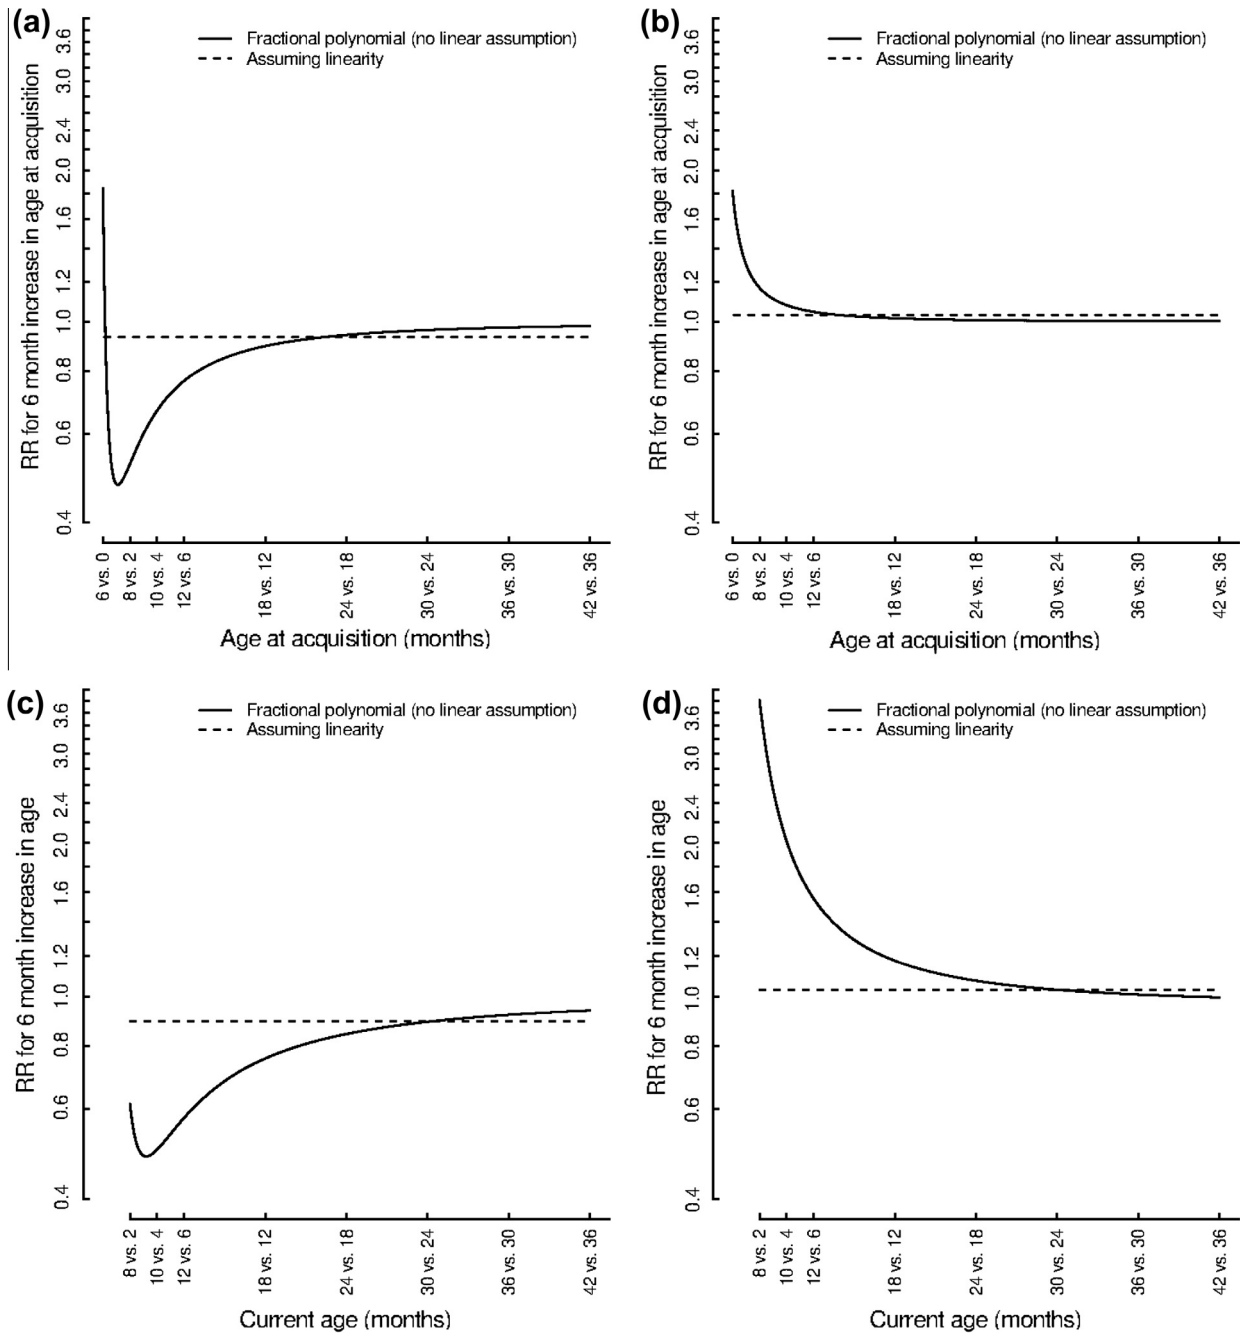 (a)
Fractional polynomial (no linear assumption)
Assuming linearity
RR for 6 month increase in age at acquisition
3.6
3.0
2.4
2.0
1.6
1.2
1.0
0.8
0.6
0.4
6 vs. 0
8 vs. 2
10 vs. 4
12 vs. 6
18 vs. 12
24 vs. 18
30 vs. 24
36 vs. 30
42 vs. 36
Age at acquisition (months)
(b)
Fractional polynomial (no linear assumption)
Assuming linearity
RR for 6 month increase in age at acquisition
3.6
3.0
2.4
2.0
1.6
1.2
1.0
0.8
0.6
0.4
6 vs. 0
8 vs. 2
10 vs. 4
12 vs. 6
18 vs. 12
24 vs. 18
30 vs. 24
36 vs. 30
42 vs. 36
Age at acquisition (months)
(c)
Fractional polynomial (no linear assumption)
Assuming linearity
RR for 6 month increase in age
3.6
3.0
2.4
2.0
1.6
1.2
1.0
0.8
0.6
0.4
8 vs. 2
10 vs. 4
12 vs. 6
18 vs. 12
24 vs. 18
30 vs. 24
36 vs. 30
42 vs. 36
Current age (months)
(d)
Fractional polynomial (no linear assumption)
Assuming linearity
RR for 6 month increase in age
3.6
3.0
2.4
2.0
1.6
1.2
1.0
0.8
0.6
0.4
8 vs. 2
10 vs. 4
12 vs. 6
18 vs. 12
24 vs. 18
30 vs. 24
36 vs. 30
42 vs. 36
Current age (months)